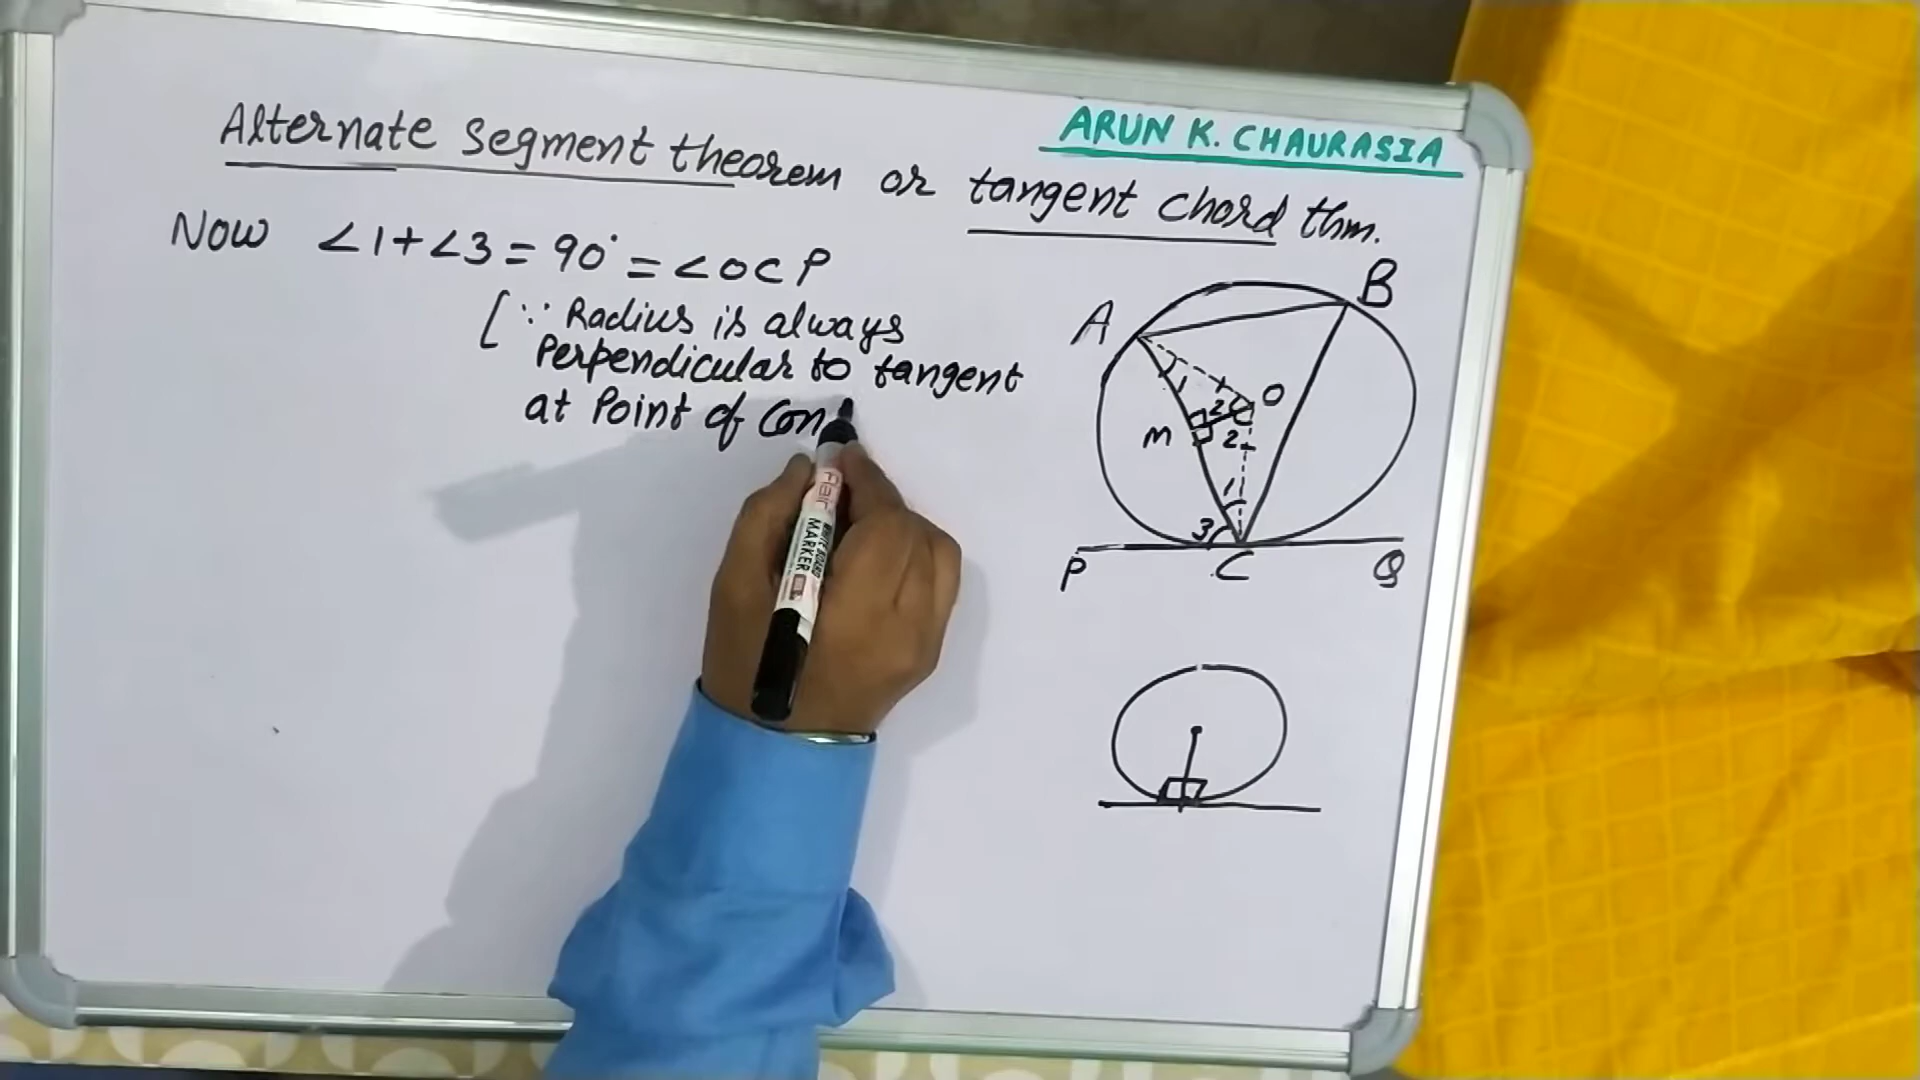 ARUN K. CHAURASIA
Alternate Segment theorem or tangent chord thm.
Now ∠1+∠3 = 90° = ∠OCP
[∵ Radius is always
Perpendicular to tangent
at Point of Con
B
A
1
2
O
M
2
1
3
P
C
Q
Flair
WHITE BOARD
MARKER